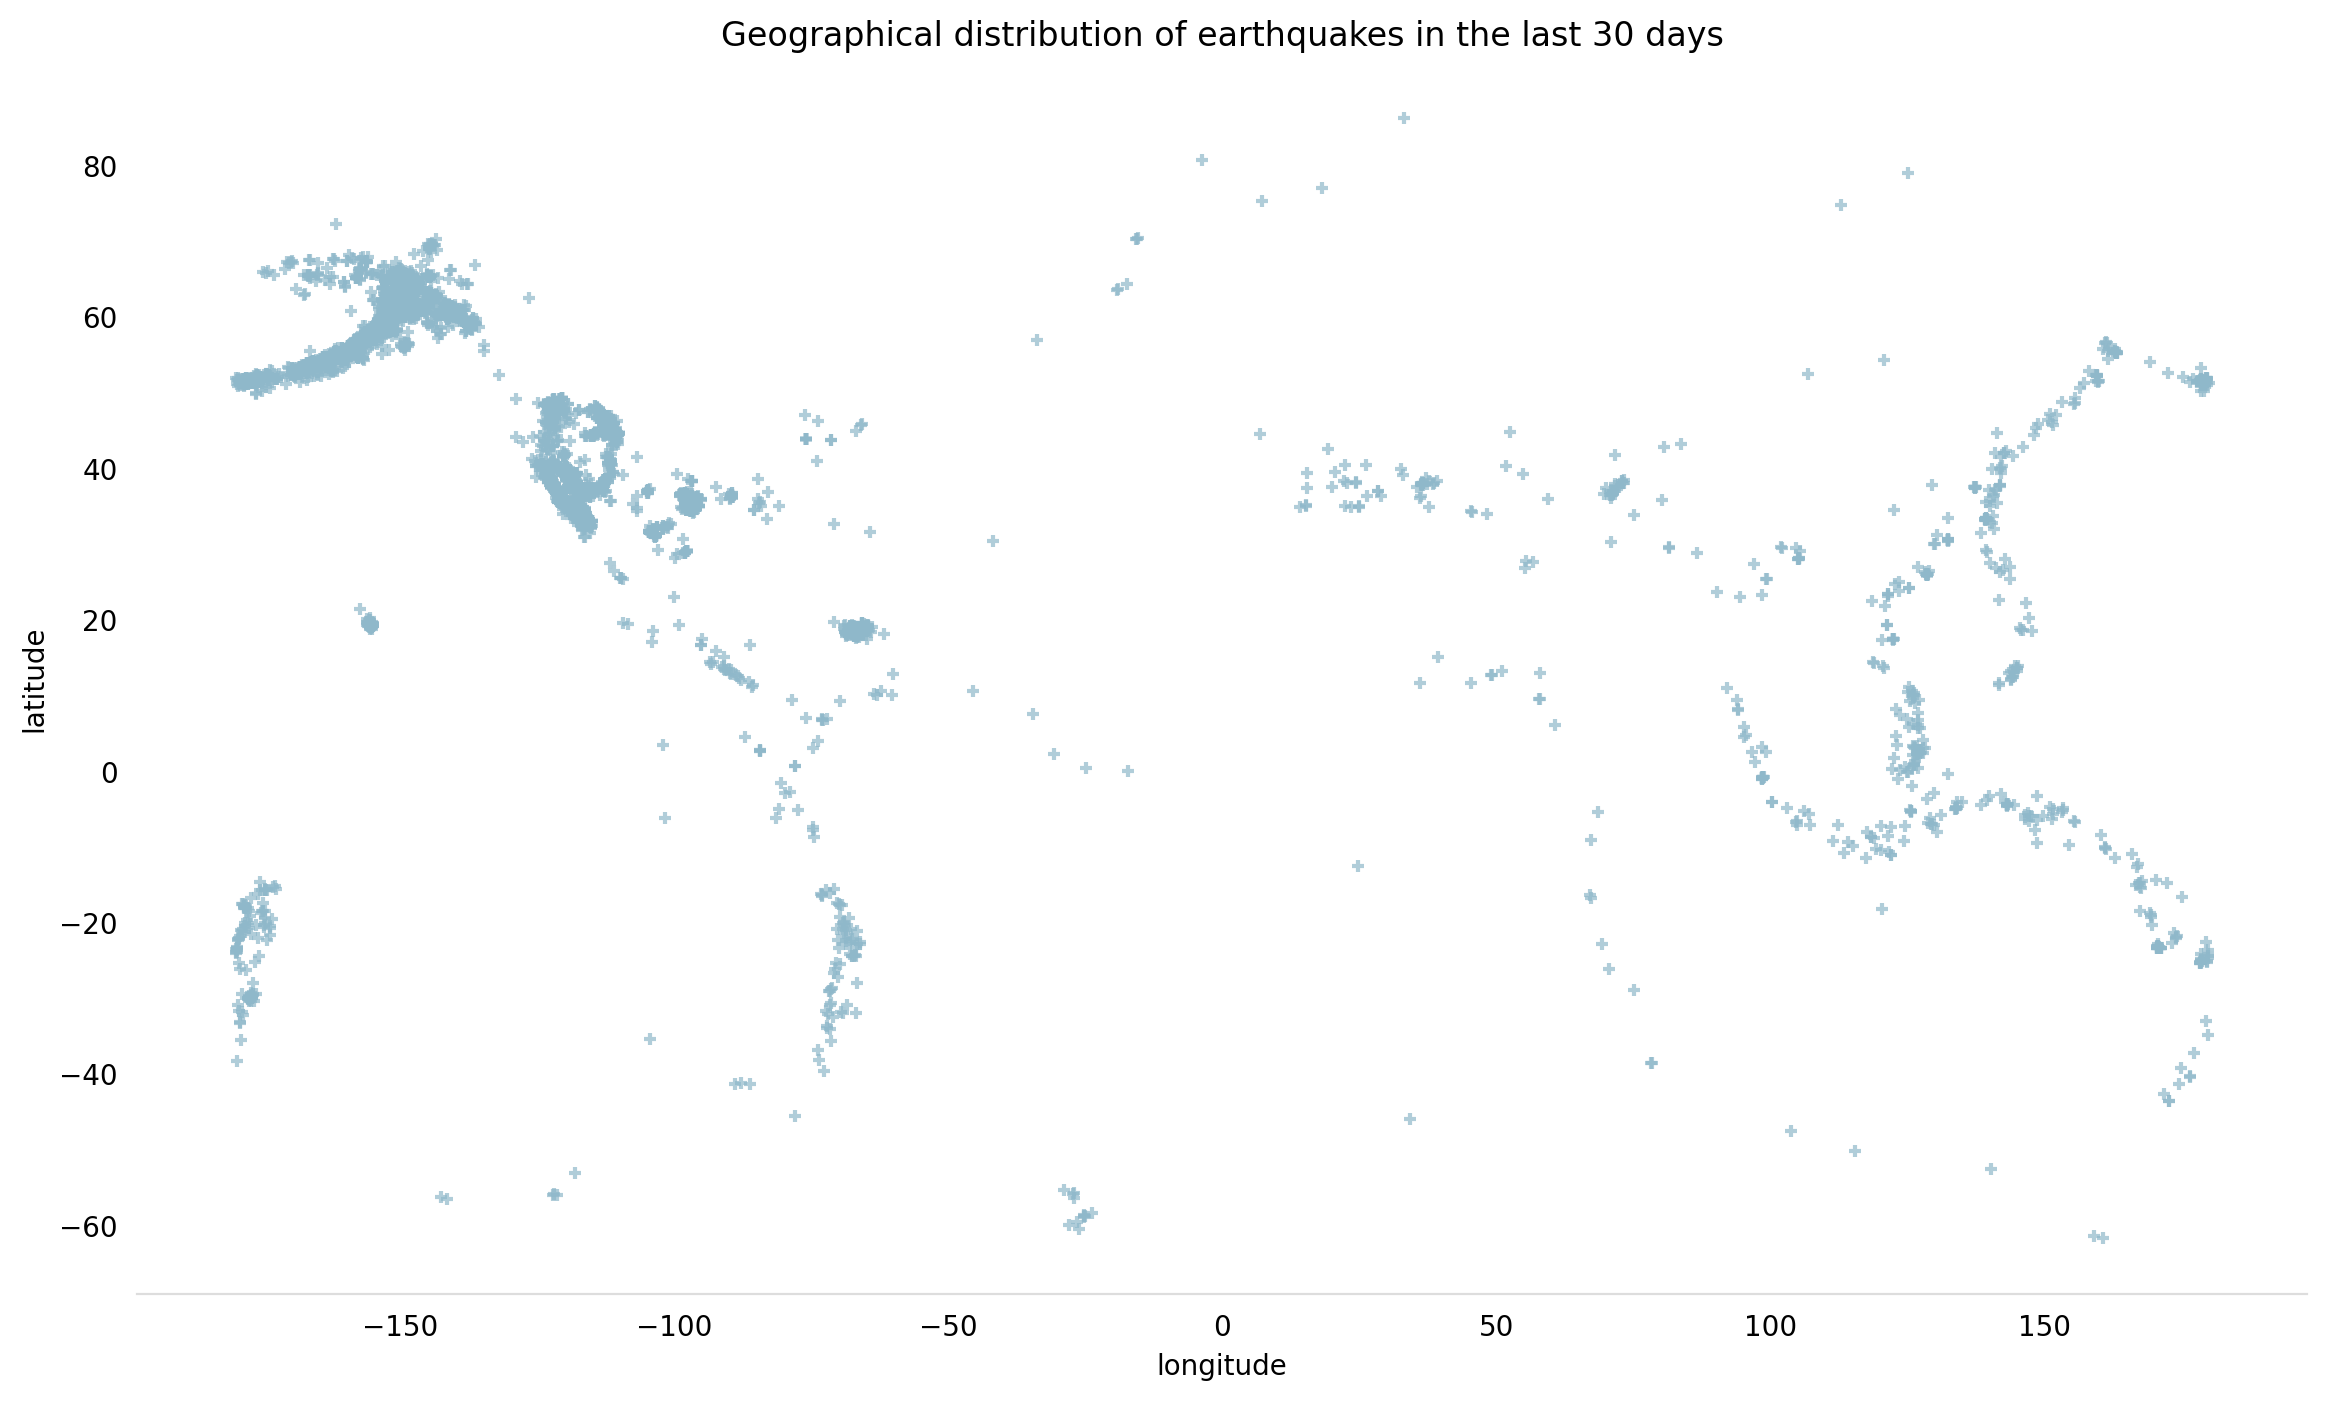 Geographical distribution of earthquakes in the last 30 days
80
60
40
20
0
−20
−40
−60
latitude
−150 −100 −50 0 50 100 150
longitude